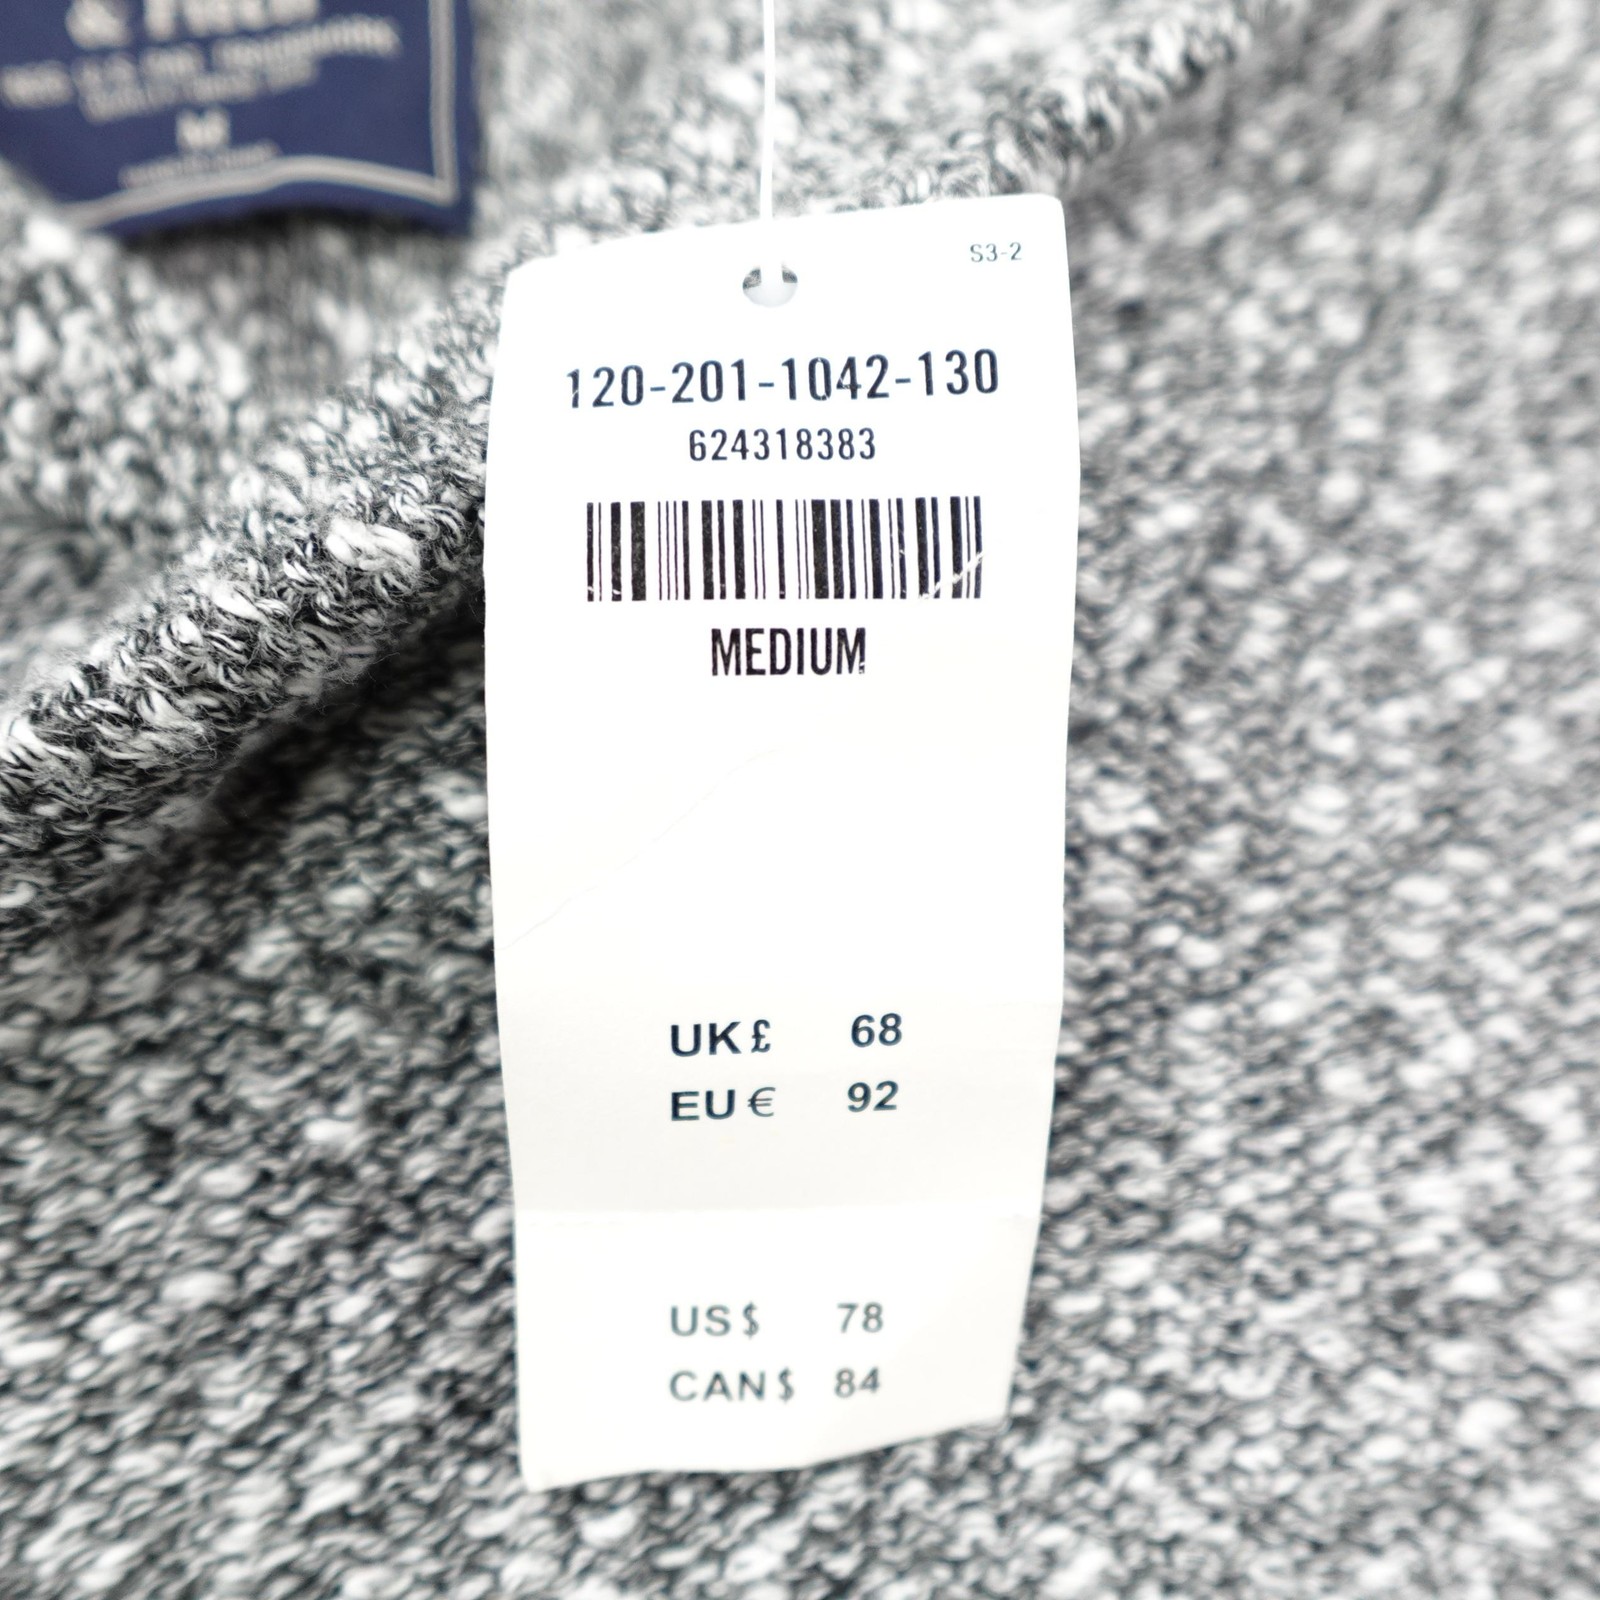 &
M
S3-2
120-201-1042-130
624318383
MEDIUM
UK £ 68
EU € 92
US $ 78
CAN $ 84